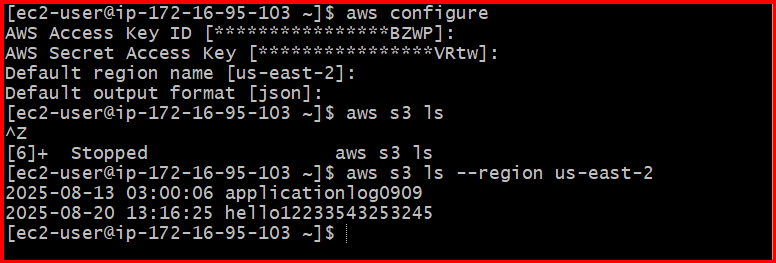 [ec2-user@ip-172-16-95-103 ~]$ aws configure
AWS Access Key ID [****************BZWP]:
AWS Secret Access Key [****************VRtw]:
Default region name [us-east-2]:
Default output format [json]:
[ec2-user@ip-172-16-95-103 ~]$ aws s3 ls
^Z
[6]+  Stopped                 aws s3 ls
[ec2-user@ip-172-16-95-103 ~]$ aws s3 ls --region us-east-2
2025-08-13 03:00:06 applicationlog0909
2025-08-20 13:16:25 hello12233543253245
[ec2-user@ip-172-16-95-103 ~]$